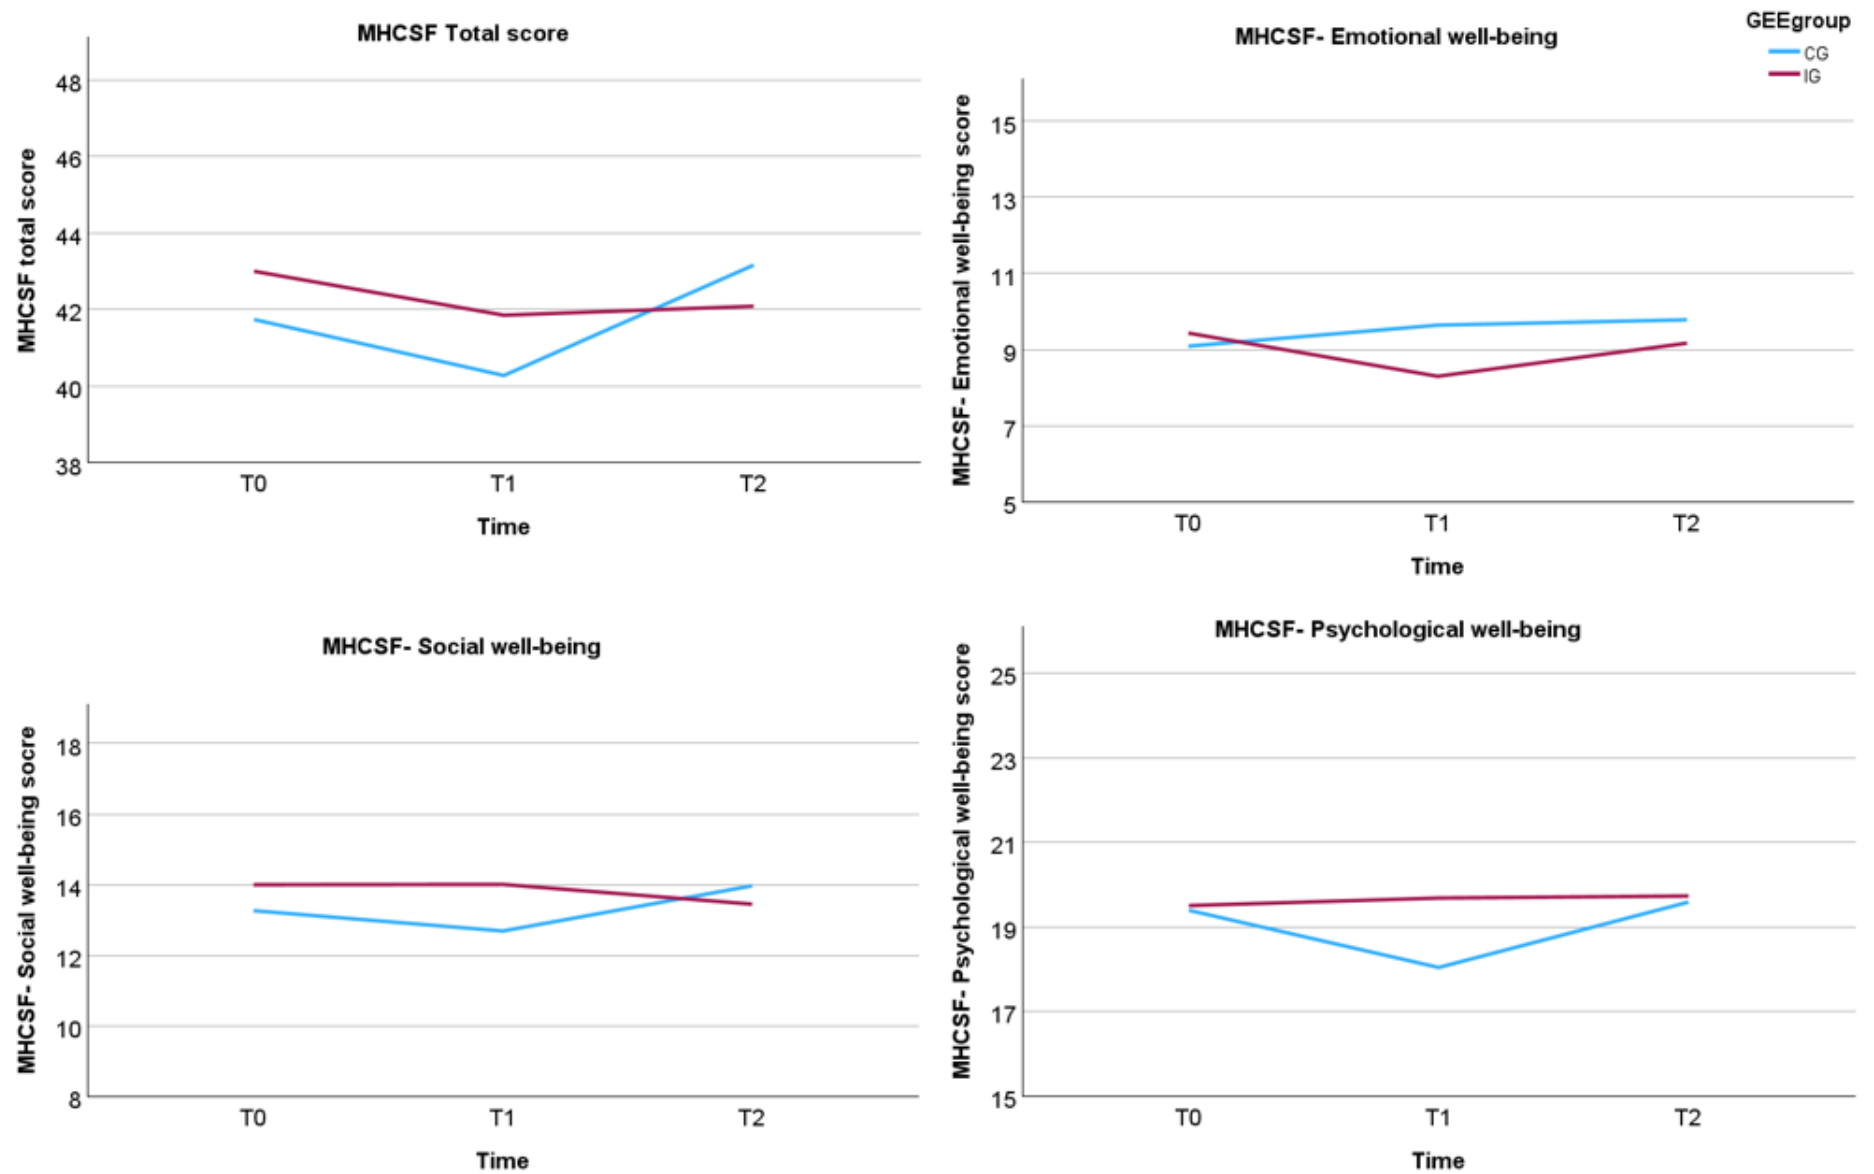 MHCSF Total score
MHCSF total score
48
46
44
42
40
38
T0 T1 T2
Time
MHCSF- Emotional well-being
GEEgroup
CG
IG
MHCSF- Emotional well-being score
15
13
11
9
7
5
T0 T1 T2
Time
MHCSF- Social well-being
MHCSF- Social well-being socre
18
16
14
12
10
8
T0 T1 T2
Time
MHCSF- Psychological well-being
MHCSF- Psychological well-being score
25
23
21
19
17
15
T0 T1 T2
Time